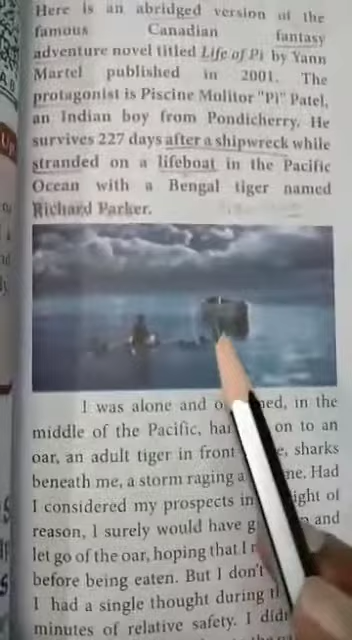 Here is an abridged version of the
famous Canadian fantasy
adventure novel titled Life of Pi by Yann
Martel published in 2001. The
protagonist is Piscine Molitor "Pi" Patel,
an Indian boy from Pondicherry. He
survives 227 days after a shipwreck while
stranded on a lifeboat in the Pacific
Ocean with a Bengal tiger named
Richard Parker.
I was alone and in the
middle of the Pacific, on to an
oar, an adult tiger in front sharks
beneath me, a storm raging Had
I considered my prospects in of
reason, I surely would have and
let go of the oar, hoping that I
before being eaten. But I don't
I had a single thought during
minutes of relative safety. I